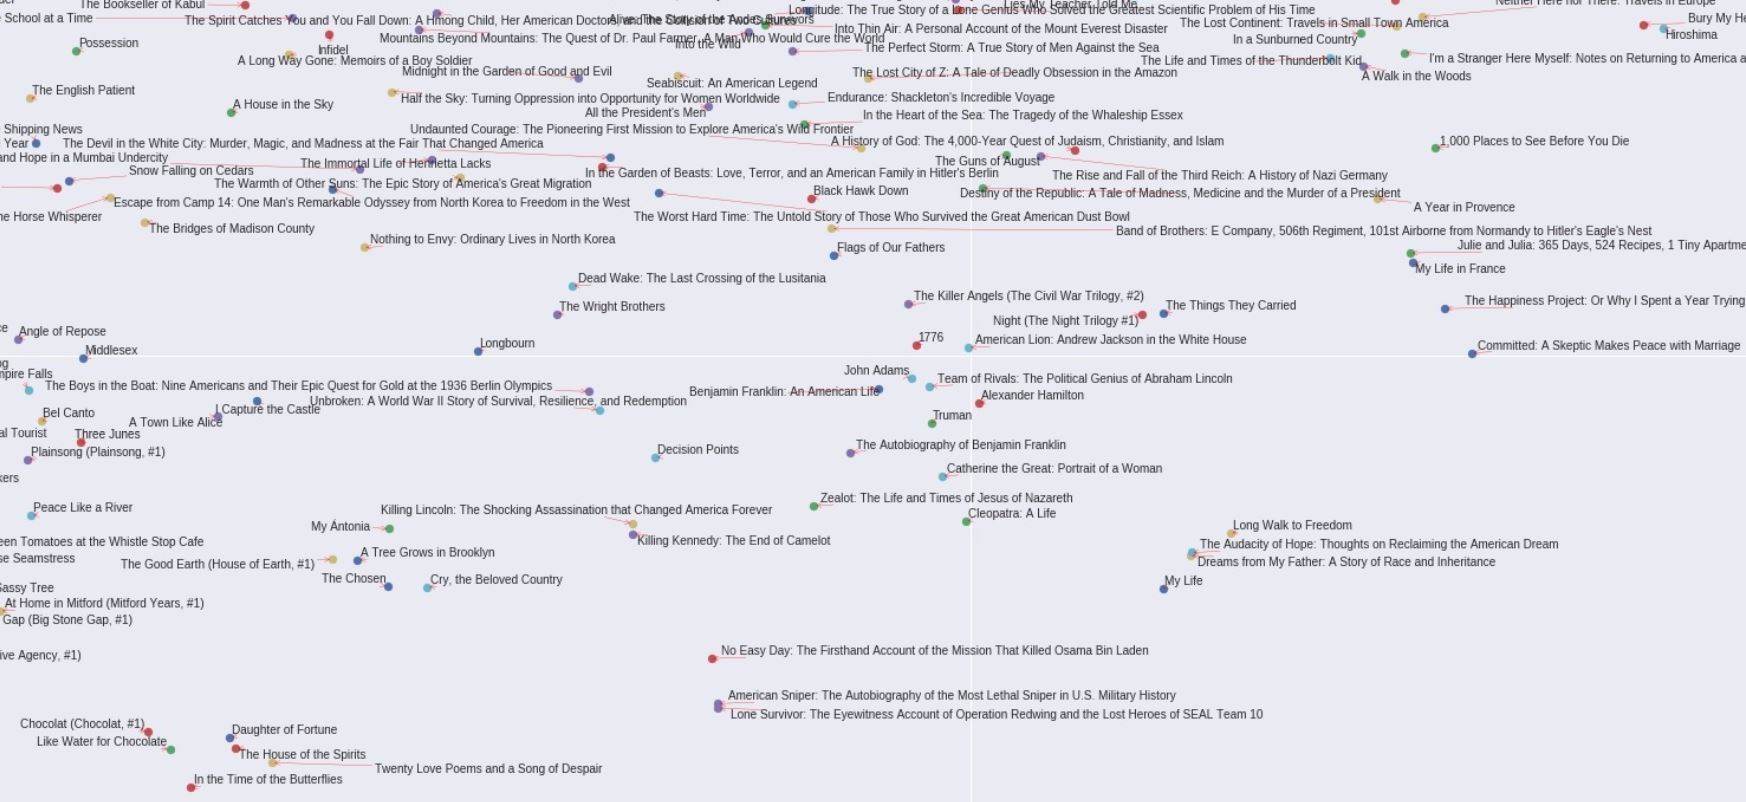 The Bookseller of Kabul
Lies My Teacher Told Me
Neither Here nor There: Travels in Europe
Longitude: The True Story of a Lone Genius Who Solved the Greatest Scientific Problem of His Time
e School at a Time
The Spirit Catches You and You Fall Down: A Hmong Child, Her American Doctors, and the Collision of Two Cultures
Alive: The Story of the Andes Survivors
The Lost Continent: Travels in Small Town America
Bury My He
Into Thin Air: A Personal Account of the Mount Everest Disaster
Hiroshima
Mountains Beyond Mountains: The Quest of Dr. Paul Farmer, A Man Who Would Cure the World
In a Sunburned Country
Possession
Infidel
Into the Wild
The Perfect Storm: A True Story of Men Against the Sea
A Long Way Gone: Memoirs of a Boy Soldier
The Life and Times of the Thunderbolt Kid
I'm a Stranger Here Myself: Notes on Returning to America a
Midnight in the Garden of Good and Evil
The Lost City of Z: A Tale of Deadly Obsession in the Amazon
A Walk in the Woods
Seabiscuit: An American Legend
The English Patient
Half the Sky: Turning Oppression into Opportunity for Women Worldwide
Endurance: Shackleton's Incredible Voyage
A House in the Sky
All the President's Men
In the Heart of the Sea: The Tragedy of the Whaleship Essex
Shipping News
Undaunted Courage: The Pioneering First Mission to Explore America's Wild Frontier
Year
The Devil in the White City: Murder, Magic, and Madness at the Fair That Changed America
A History of God: The 4,000-Year Quest of Judaism, Christianity, and Islam
1,000 Places to See Before You Die
and Hope in a Mumbai Undercity
The Immortal Life of Henrietta Lacks
The Guns of August
Snow Falling on Cedars
In the Garden of Beasts: Love, Terror, and an American Family in Hitler's Berlin
The Rise and Fall of the Third Reich: A History of Nazi Germany
The Warmth of Other Suns: The Epic Story of America's Great Migration
Black Hawk Down
Destiny of the Republic: A Tale of Madness, Medicine and the Murder of a President
Escape from Camp 14: One Man's Remarkable Odyssey from North Korea to Freedom in the West
A Year in Provence
he Horse Whisperer
The Worst Hard Time: The Untold Story of Those Who Survived the Great American Dust Bowl
The Bridges of Madison County
Band of Brothers: E Company, 506th Regiment, 101st Airborne from Normandy to Hitler's Eagle's Nest
Nothing to Envy: Ordinary Lives in North Korea
Flags of Our Fathers
Julie and Julia: 365 Days, 524 Recipes, 1 Tiny Apartme
My Life in France
Dead Wake: The Last Crossing of the Lusitania
The Killer Angels (The Civil War Trilogy, #2)
The Wright Brothers
The Things They Carried
The Happiness Project: Or Why I Spent a Year Trying
Night (The Night Trilogy #1)
Angle of Repose
1776
American Lion: Andrew Jackson in the White House
Longbourn
Middlesex
Committed: A Skeptic Makes Peace with Marriage
mpire Falls
John Adams
Team of Rivals: The Political Genius of Abraham Lincoln
The Boys in the Boat: Nine Americans and Their Epic Quest for Gold at the 1936 Berlin Olympics
Benjamin Franklin: An American Life
Alexander Hamilton
Unbroken: A World War II Story of Survival, Resilience, and Redemption
I Capture the Castle
Bel Canto
A Town Like Alice
Truman
al Tourist
Three Junes
Plainsong (Plainsong, #1)
Decision Points
The Autobiography of Benjamin Franklin
Catherine the Great: Portrait of a Woman
kers
Zealot: The Life and Times of Jesus of Nazareth
Peace Like a River
Killing Lincoln: The Shocking Assassination that Changed America Forever
Cleopatra: A Life
My Ántonia
Long Walk to Freedom
een Tomatoes at the Whistle Stop Cafe
Killing Kennedy: The End of Camelot
The Audacity of Hope: Thoughts on Reclaiming the American Dream
se Seamstress
A Tree Grows in Brooklyn
The Good Earth (House of Earth, #1)
Dreams from My Father: A Story of Race and Inheritance
The Chosen
Cry, the Beloved Country
My Life
Sassy Tree
At Home in Mitford (Mitford Years, #1)
Gap (Big Stone Gap, #1)
ive Agency, #1)
No Easy Day: The Firsthand Account of the Mission That Killed Osama Bin Laden
American Sniper: The Autobiography of the Most Lethal Sniper in U.S. Military History
Lone Survivor: The Eyewitness Account of Operation Redwing and the Lost Heroes of SEAL Team 10
Chocolat (Chocolat, #1)
Daughter of Fortune
Like Water for Chocolate
The House of the Spirits
Twenty Love Poems and a Song of Despair
In the Time of the Butterflies